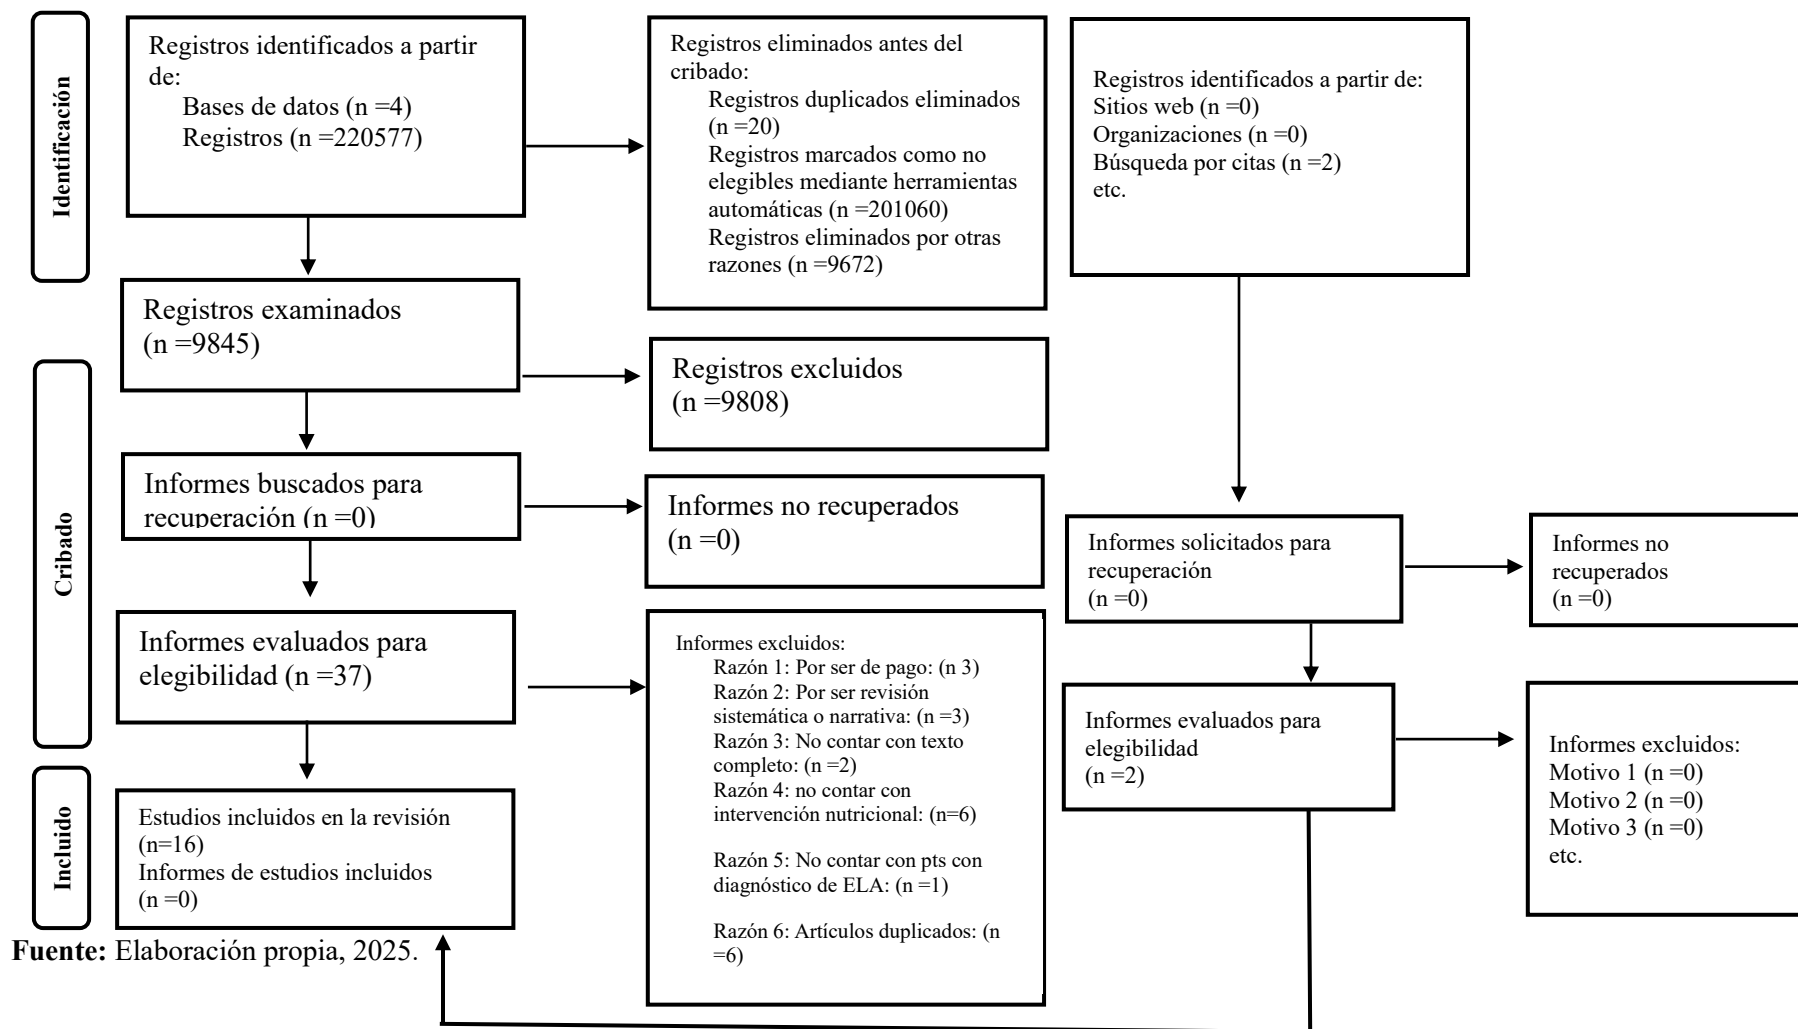 Identificación
Registros identificados a partir
de:
Bases de datos (n =4)
Registros (n =220577)
Registros eliminados antes del
cribado:
Registros duplicados eliminados
(n =20)
Registros marcados como no
elegibles mediante herramientas
automáticas (n =201060)
Registros eliminados por otras
razones (n =9672)
Registros identificados a partir de:
Sitios web (n =0)
Organizaciones (n =0)
Búsqueda por citas (n =2)
etc.
Registros examinados
(n =9845)
Registros excluidos
(n =9808)
Cribado
Informes buscados para
recuperación (n =0)
Informes no recuperados
(n =0)
Informes solicitados para
recuperación
(n =0)
Informes no
recuperados
(n =0)
Informes evaluados para
elegibilidad (n =37)
Informes excluidos:
Razón 1: Por ser de pago: (n 3)
Razón 2: Por ser revisión
sistemática o narrativa: (n =3)
Razón 3: No contar con texto
completo: (n =2)
Razón 4: no contar con
intervención nutricional: (n=6)
Razón 5: No contar con pts con
diagnóstico de ELA: (n =1)
Razón 6: Artículos duplicados: (n
=6)
Informes evaluados para
elegibilidad
(n =2)
Informes excluidos:
Motivo 1 (n =0)
Motivo 2 (n =0)
Motivo 3 (n =0)
etc.
Incluido
Estudios incluidos en la revisión
(n=16)
Informes de estudios incluidos
(n =0)
Fuente: Elaboración propia, 2025.